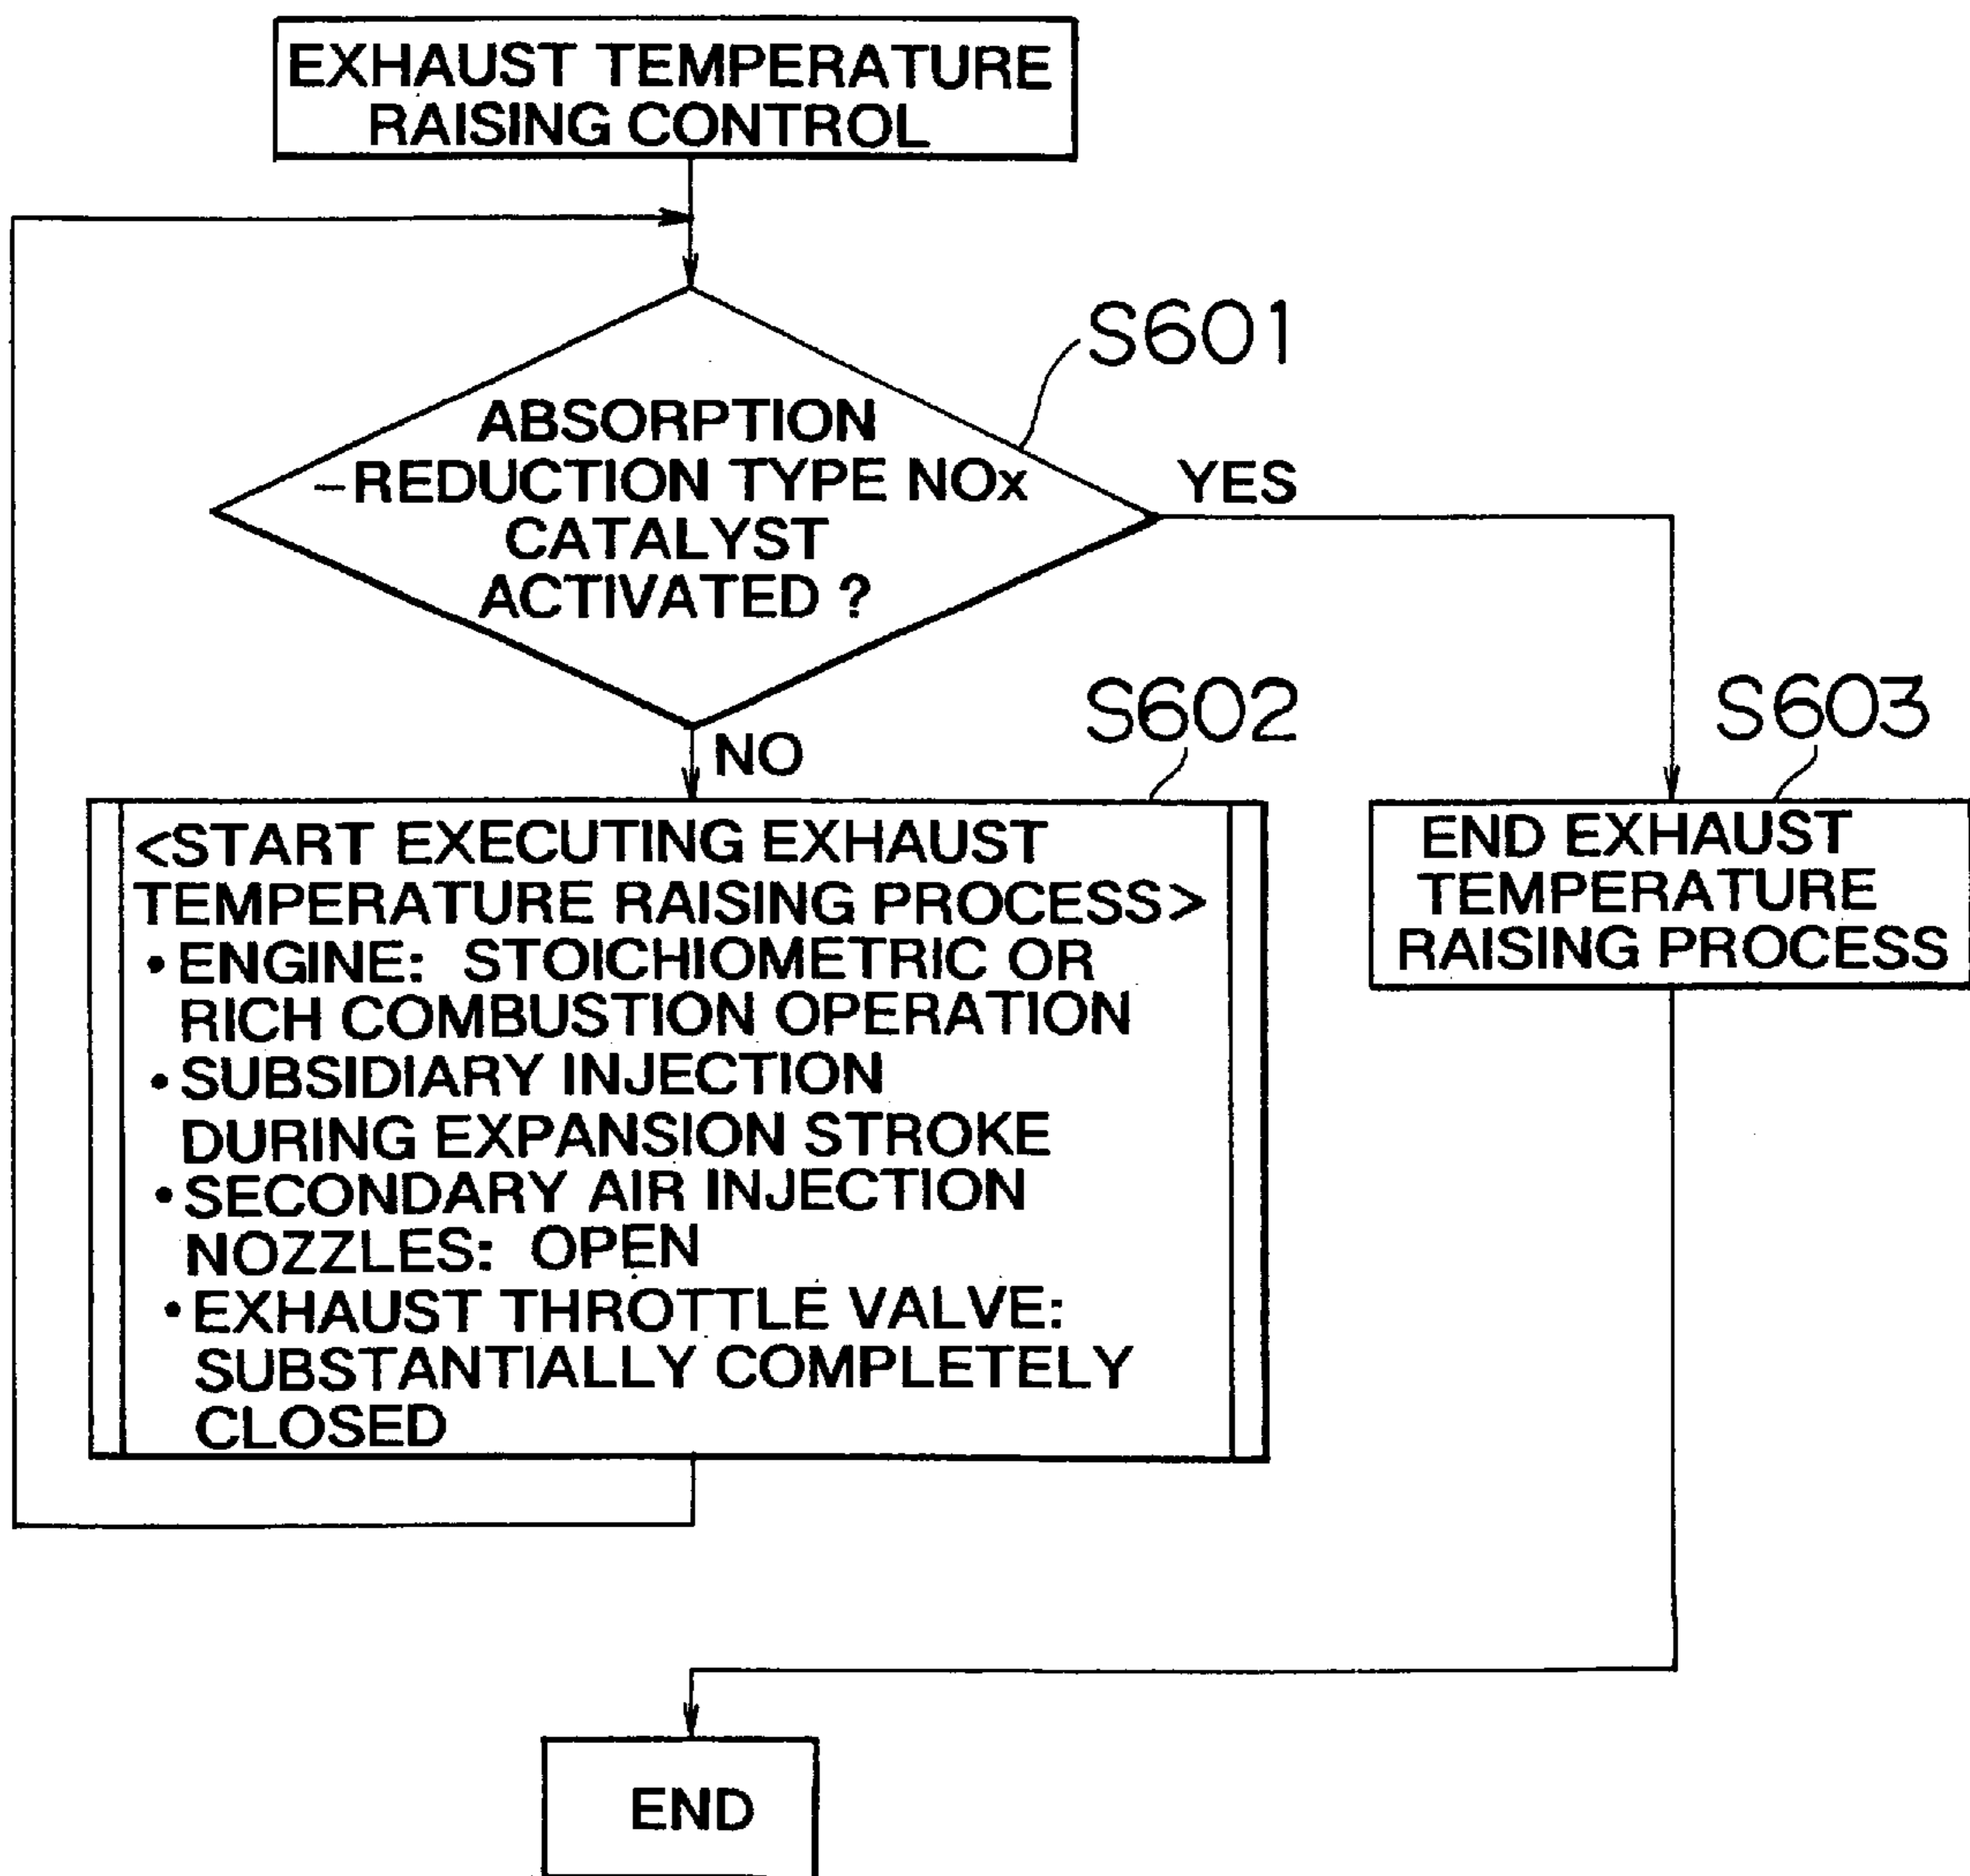 EXHAUST TEMPERATURE
RAISING CONTROL
S601
ABSORPTION
-REDUCTION TYPE NOx
CATALYST
ACTIVATED ?
YES
NO
S602
<START EXECUTING EXHAUST
TEMPERATURE RAISING PROCESS>
•ENGINE: STOICHIOMETRIC OR
RICH COMBUSTION OPERATION
•SUBSIDIARY INJECTION
DURING EXPANSION STROKE
•SECONDARY AIR INJECTION
NOZZLES: OPEN
•EXHAUST THROTTLE VALVE:
SUBSTANTIALLY COMPLETELY
CLOSED
S603
END EXHAUST
TEMPERATURE
RAISING PROCESS
END